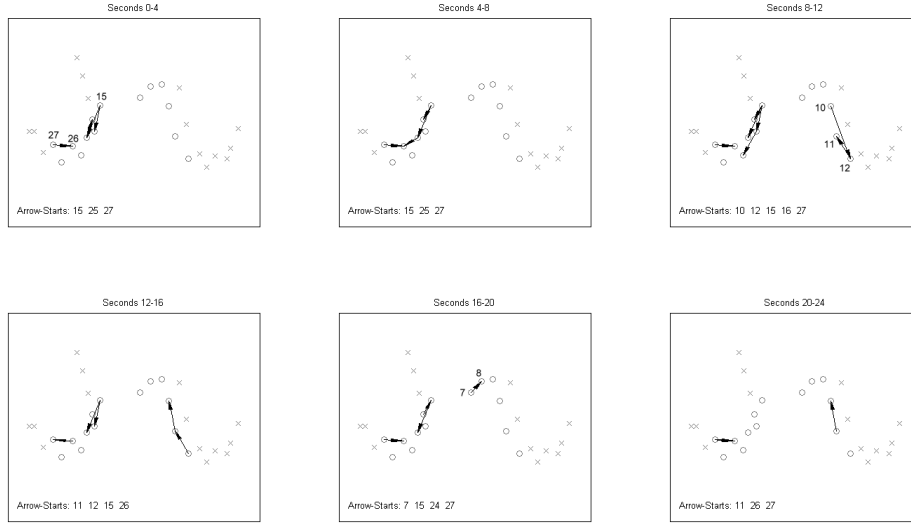 Seconds 0-4
Seconds 4-8
Seconds 8-12
15
27 26
Arrow-Starts: 15 25 27
Arrow-Starts: 15 25 27
10
11
12
Arrow-Starts: 10 12 15 16 27
Seconds 12-16
Seconds 16-20
Seconds 20-24
8
7
Arrow-Starts: 11 12 15 26
Arrow-Starts: 7 15 24 27
Arrow-Starts: 11 26 27